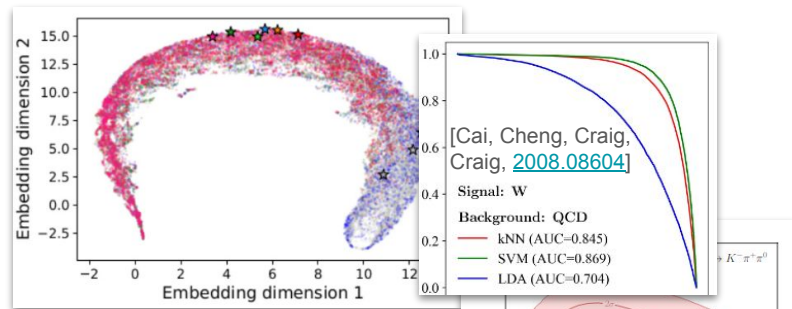 Embedding dimension 2
15.0
12.5
10.0
7.5
5.0
2.5
0.0
−2.5
−2
0
2
4
6
8
10
Embedding dimension 1
1.0
0.8
0.6
0.4
0.2
0.0
[Cai, Cheng, Craig,
Craig, 2008.08604]
Signal: W
Background: QCD
kNN (AUC=0.845)
SVM (AUC=0.869)
LDA (AUC=0.704)
K⁻π⁺π⁰
2σ